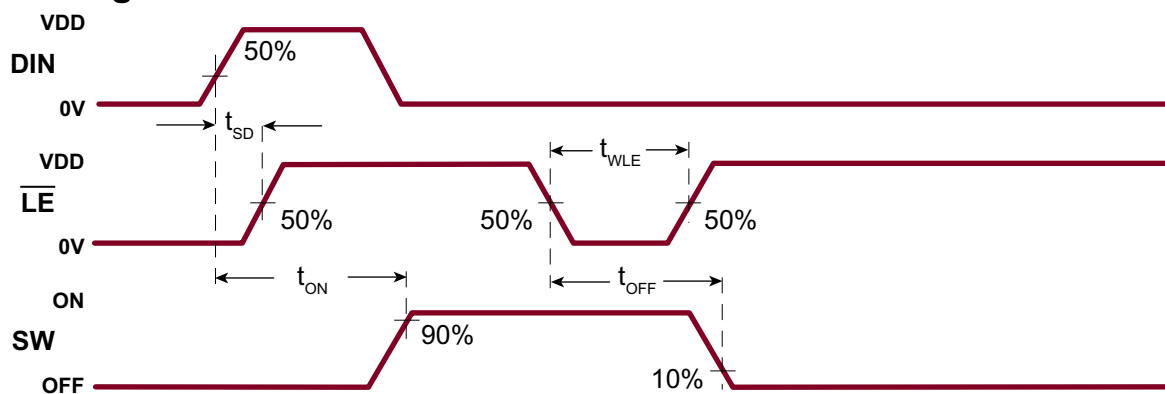 VDD
DIN
50%
0V
tSD
VDD
tWLE
LE
50%
50%
50%
0V
tON
tOFF
ON
SW
90%
10%
OFF